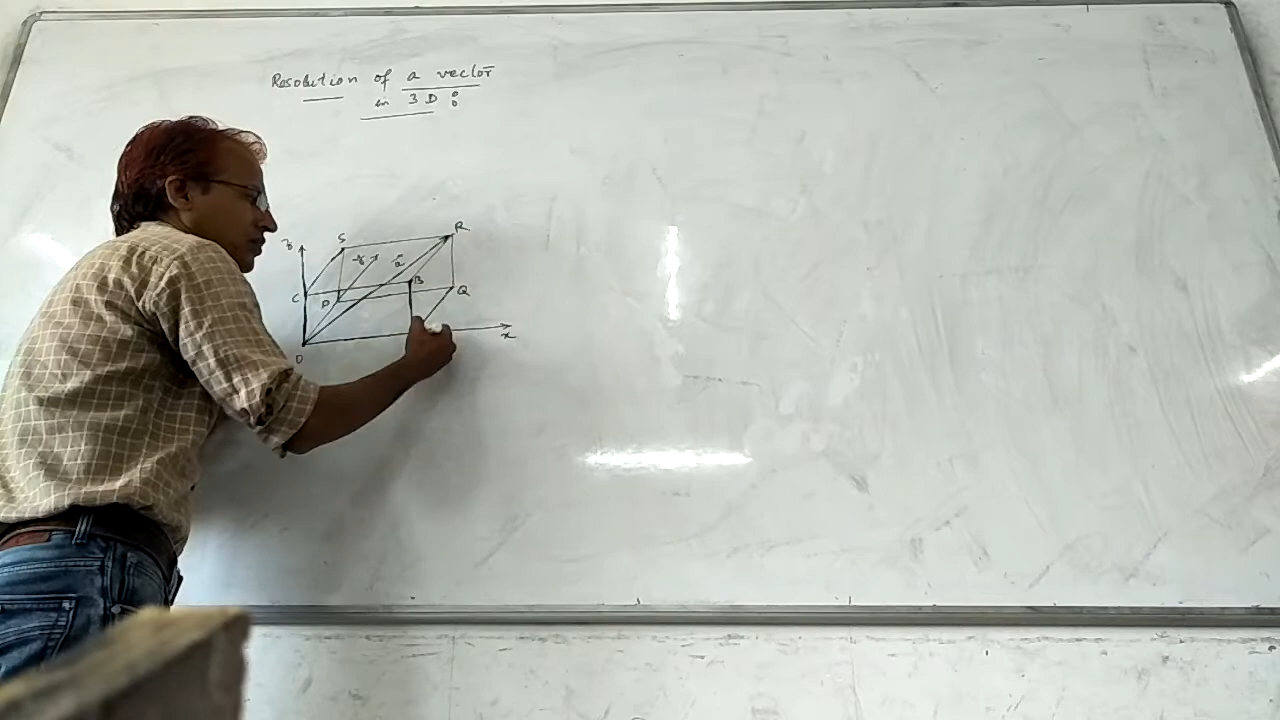 Resolution of a vector
in 3D :
S
R
a
C
P
B
Q
x
O